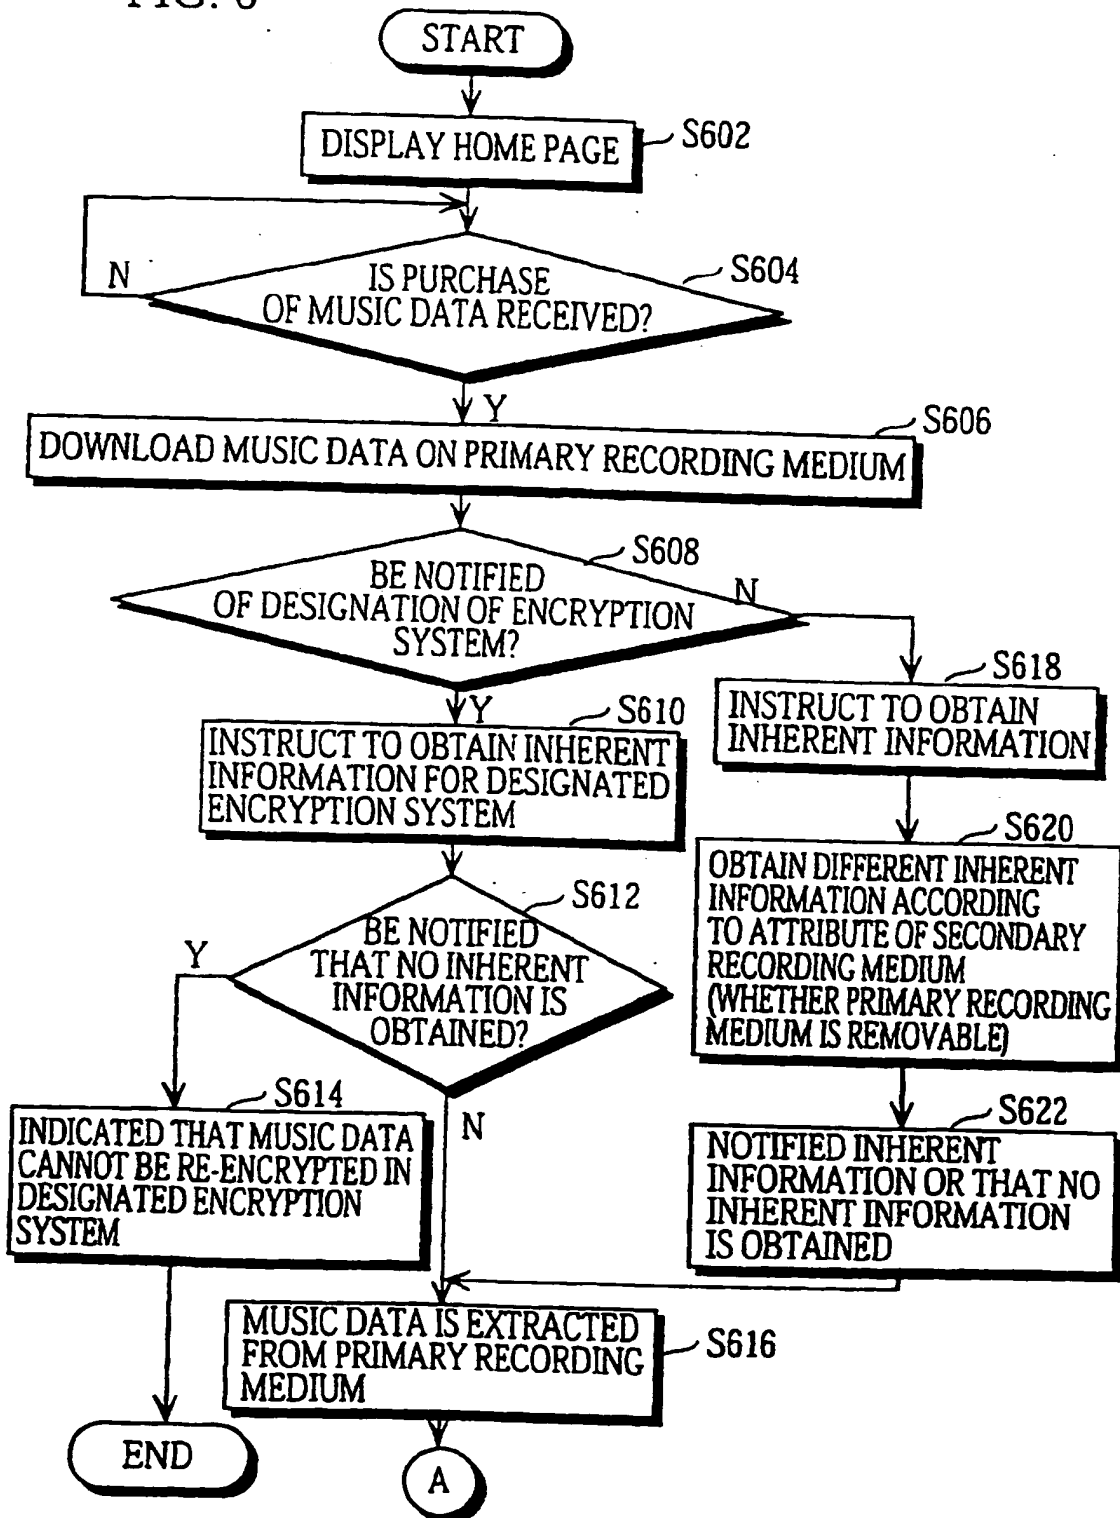 FIG. 6
START
DISPLAY HOME PAGE
S602
N
IS PURCHASE
OF MUSIC DATA RECEIVED?
S604
Y
S606
DOWNLOAD MUSIC DATA ON PRIMARY RECORDING MEDIUM
S608
BE NOTIFIED
OF DESIGNATION OF ENCRYPTION
SYSTEM?
N
Y
S610
INSTRUCT TO OBTAIN INHERENT
INFORMATION FOR DESIGNATED
ENCRYPTION SYSTEM
S618
INSTRUCT TO OBTAIN
INHERENT INFORMATION
S612
BE NOTIFIED
THAT NO INHERENT
INFORMATION IS
OBTAINED?
Y
N
S620
OBTAIN DIFFERENT INHERENT
INFORMATION ACCORDING
TO ATTRIBUTE OF SECONDARY
RECORDING MEDIUM
(WHETHER PRIMARY RECORDING
MEDIUM IS REMOVABLE)
S614
INDICATED THAT MUSIC DATA
CANNOT BE RE-ENCRYPTED IN
DESIGNATED ENCRYPTION
SYSTEM
S622
NOTIFIED INHERENT
INFORMATION OR THAT NO
INHERENT INFORMATION
IS OBTAINED
MUSIC DATA IS EXTRACTED
FROM PRIMARY RECORDING
MEDIUM
S616
END
A